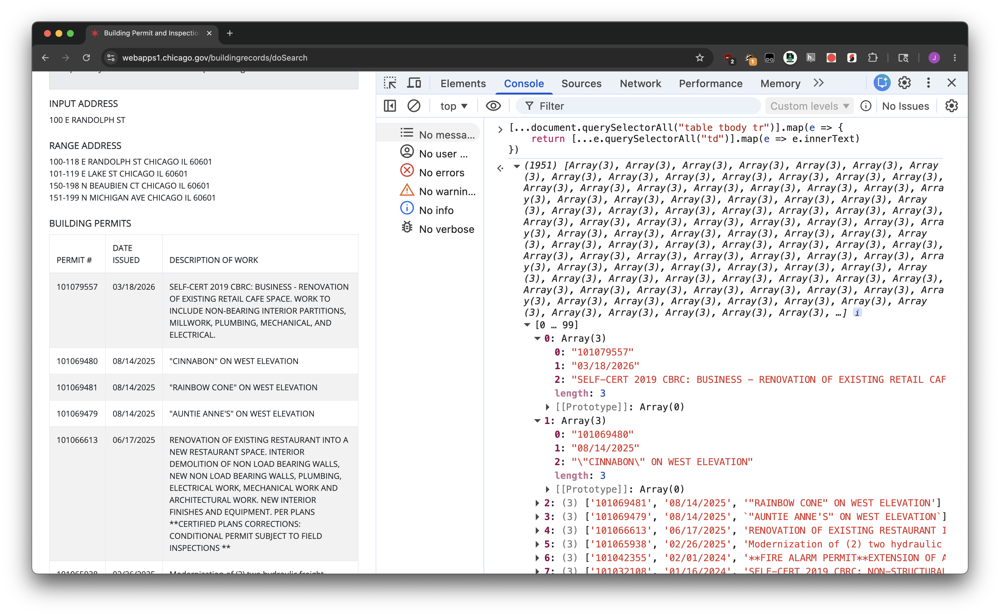 Building Permit and Inspectio
webapps1.chicago.gov/buildingrecords/doSearch
2
1
h.
J
INPUT ADDRESS
100 E RANDOLPH ST
RANGE ADDRESS
100-118 E RANDOLPH ST CHICAGO IL 60601
101-119 E LAKE ST CHICAGO IL 60601
150-198 N BEAUBIEN CT CHICAGO IL 60601
151-199 N MICHIGAN AVE CHICAGO IL 60601
BUILDING PERMITS
PERMIT # DATE ISSUED DESCRIPTION OF WORK
101079557 03/18/2026 SELF-CERT 2019 CBRC: BUSINESS - RENOVATION
OF EXISTING RETAIL CAFE SPACE. WORK TO
INCLUDE NON-BEARING INTERIOR PARTITIONS,
MILLWORK, PLUMBING, MECHANICAL, AND
ELECTRICAL.
101069480 08/14/2025 "CINNABON" ON WEST ELEVATION
101069481 08/14/2025 "RAINBOW CONE" ON WEST ELEVATION
101069479 08/14/2025 "AUNTIE ANNE'S" ON WEST ELEVATION
101066613 06/17/2025 RENOVATION OF EXISTING RESTAURANT INTO A
NEW RESTAURANT SPACE. INTERIOR
DEMOLITION OF NON LOAD BEARING WALLS,
NEW NON LOAD BEARING WALLS, PLUMBING,
ELECTRICAL WORK, MECHANICAL WORK AND
ARCHITECTURAL WORK. NEW INTERIOR
FINISHES AND EQUIPMENT. PER PLANS
**CERTIFIED PLANS CORRECTIONS:
CONDITIONAL PERMIT SUBJECT TO FIELD
INSPECTIONS **
101065938 02/26/2025 Modernization of (2) two hydraulic freight
Elements Console Sources Network Performance Memory
top Filter Custom levels No Issues
No messa...
No user ...
No errors
No warnin...
No info
No verbose
[...document.querySelectorAll("table tbody tr")].map(e => {
return [...e.querySelectorAll("td")].map(e => e.innerText)
})
(1951) [Array(3), Array(3), Array(3), Array(3), Array(3), Array(3), Array(3), Array
(3), Array(3), Array(3), Array(3), Array(3), Array(3), Array(3),
Array(3), Array(3), Array(3), Array(3), Array(3), Array(3), Array(3), Arra
y(3), Array(3), Array(3), Array(3), Array(3), Array(3), Array
(3), Array(3), Array(3), Array(3), Array(3), Array(3), Array(3),
Array(3), Array(3), Array(3), Array(3), Array(3), Array(3), Array(3), Arra
y(3), Array(3), Array(3), Array(3), Array(3), Array(3), Array
(3), Array(3), Array(3), Array(3), Array(3), Array(3), Array(3),
Array(3), Array(3), Array(3), Array(3), Array(3), Array(3), Array(3), Arra
y(3), Array(3), Array(3), Array(3), Array(3), Array(3), Array
(3), Array(3), Array(3), Array(3), Array(3), Array(3), Array(3),
Array(3), Array(3), Array(3), Array(3), Array(3), Array(3), Array(3), Arra
y(3), Array(3), Array(3), Array(3), Array(3), Array(3), Array
(3), Array(3), Array(3), Array(3), Array(3), Array(3), …] i
[0 … 99]
0: Array(3)
0: "101079557"
1: "03/18/2026"
2: "SELF-CERT 2019 CBRC: BUSINESS - RENOVATION OF EXISTING RETAIL CAF
length: 3
[[Prototype]]: Array(0)
1: Array(3)
0: "101069480"
1: "08/14/2025"
2: "\"CINNABON\" ON WEST ELEVATION"
length: 3
[[Prototype]]: Array(0)
2: (3) ['101069481', '08/14/2025', '"RAINBOW CONE" ON WEST ELEVATION']
3: (3) ['101069479', '08/14/2025', `"AUNTIE ANNE'S" ON WEST ELEVATION`]
4: (3) ['101066613', '06/17/2025', 'RENOVATION OF EXISTING RESTAURANT I
5: (3) ['101065938', '02/26/2025', 'Modernization of (2) two hydraulic
6: (3) ['101042355', '02/01/2024', '**FIRE ALARM PERMIT**EXTENSION OF A
7: (3) ['101032108', '01/16/2024', 'SELF-CERT 2019 CBRC: NON-STRUCTURAL